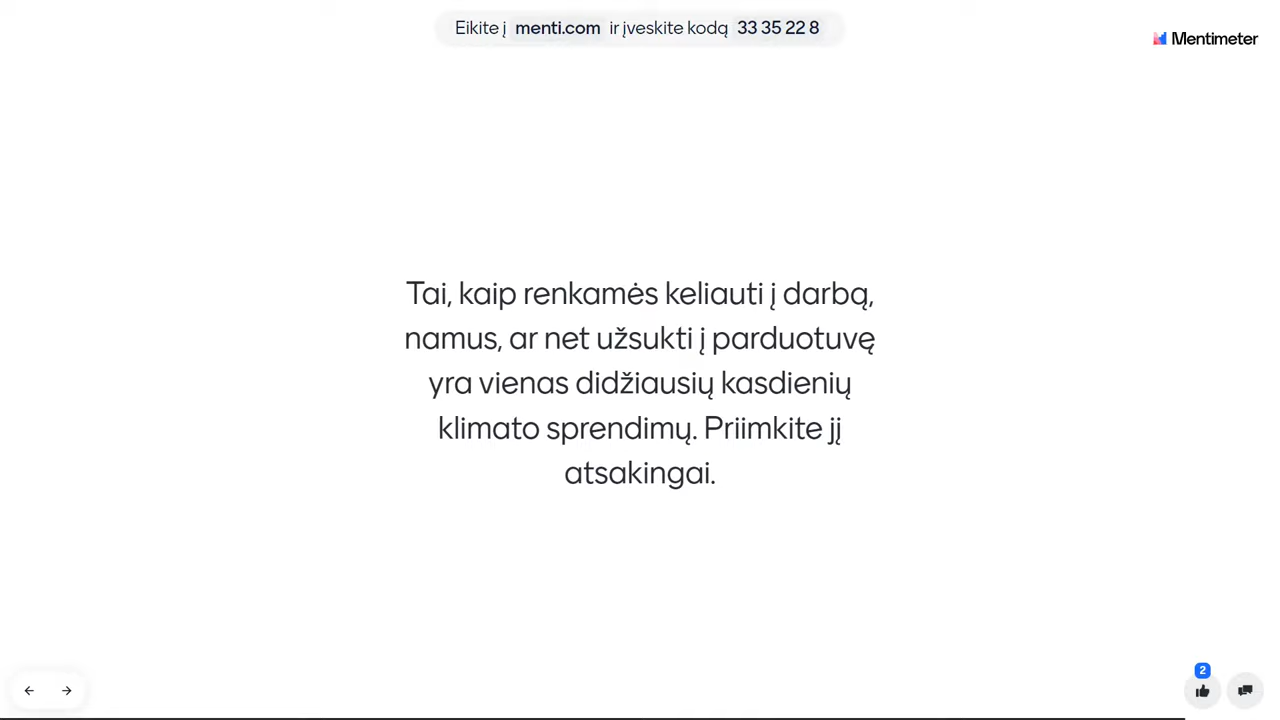 Eikite į menti.com ir įveskite kodą 33 35 22 8
Mentimeter
Tai, kaip renkamės keliauti į darbą,
namus, ar net užsukti į parduotuvę
yra vienas didžiausių kasdienių
klimato sprendimų. Priimkite jį
atsakingai.
2